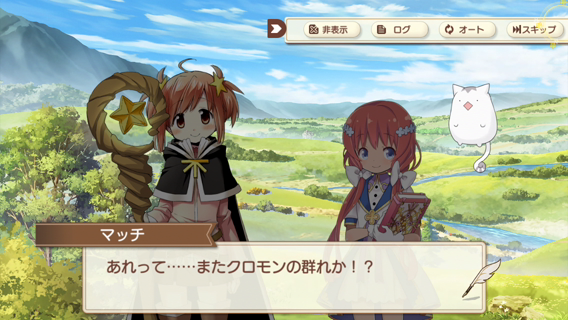 非表示
ログ
オート
スキップ
マッチ
あれって……またクロモンの群れか！？